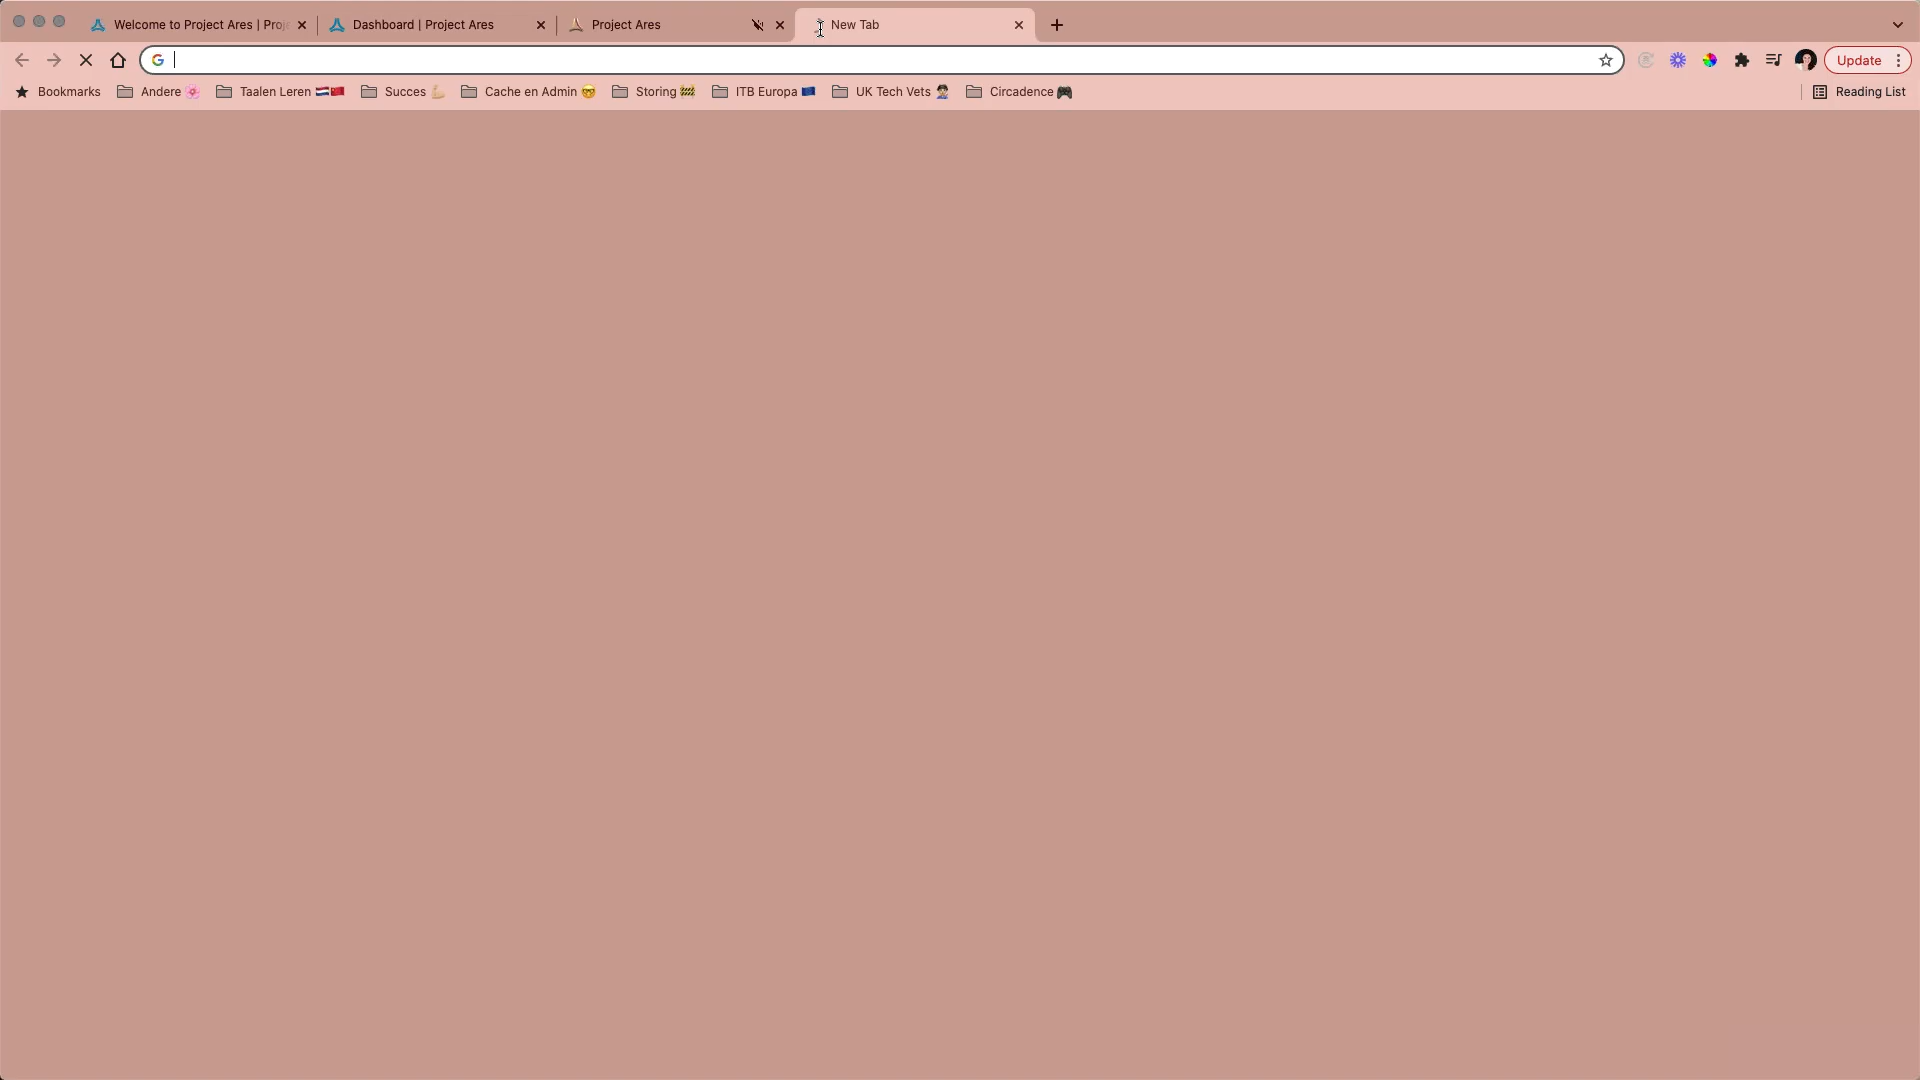 Welcome to Project Ares | Proj
Dashboard | Project Ares
Project Ares
New Tab
Update
Bookmarks
Andere 🌸
Taalen Leren 🇳🇱🇨🇳
Succes 💪🏼
Cache en Admin 🤓
Storing 🚧
ITB Europa 🇪🇺
UK Tech Vets
Circadence 🎮
Reading List